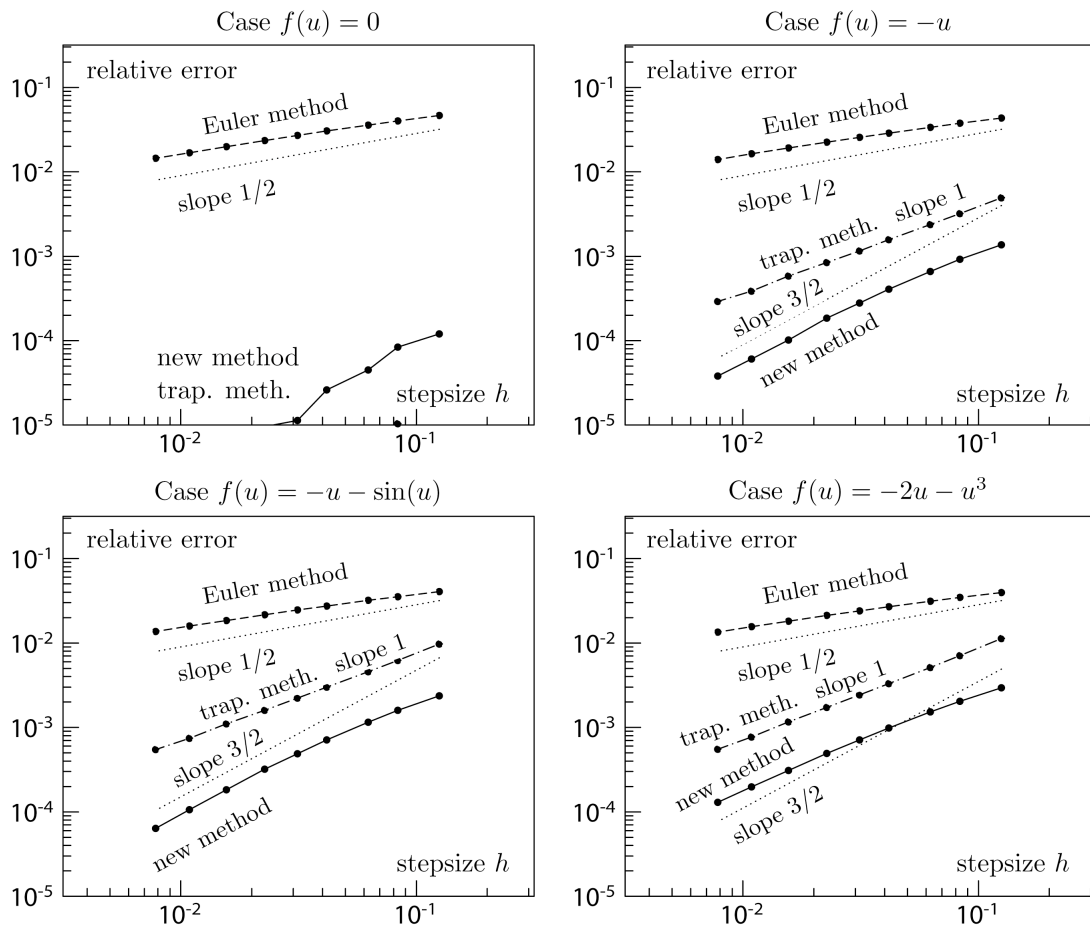 Case f(u) = 0
relative error
10⁻¹
10⁻²
10⁻³
10⁻⁴
10⁻⁵
Euler method
slope 1/2
new method
trap. meth.
stepsize h
10⁻² 10⁻¹
Case f(u) = −u
relative error
10⁻¹
10⁻²
10⁻³
10⁻⁴
10⁻⁵
Euler method
slope 1/2
trap. meth. slope 1
slope 3/2
new method
stepsize h
10⁻² 10⁻¹
Case f(u) = −u − sin(u)
relative error
10⁻¹
10⁻²
10⁻³
10⁻⁴
10⁻⁵
Euler method
slope 1/2
trap. meth. slope 1
slope 3/2
new method
stepsize h
10⁻² 10⁻¹
Case f(u) = −2u − u³
relative error
10⁻¹
10⁻²
10⁻³
10⁻⁴
10⁻⁵
Euler method
slope 1/2
trap. meth. slope 1
new method
slope 3/2
stepsize h
10⁻² 10⁻¹